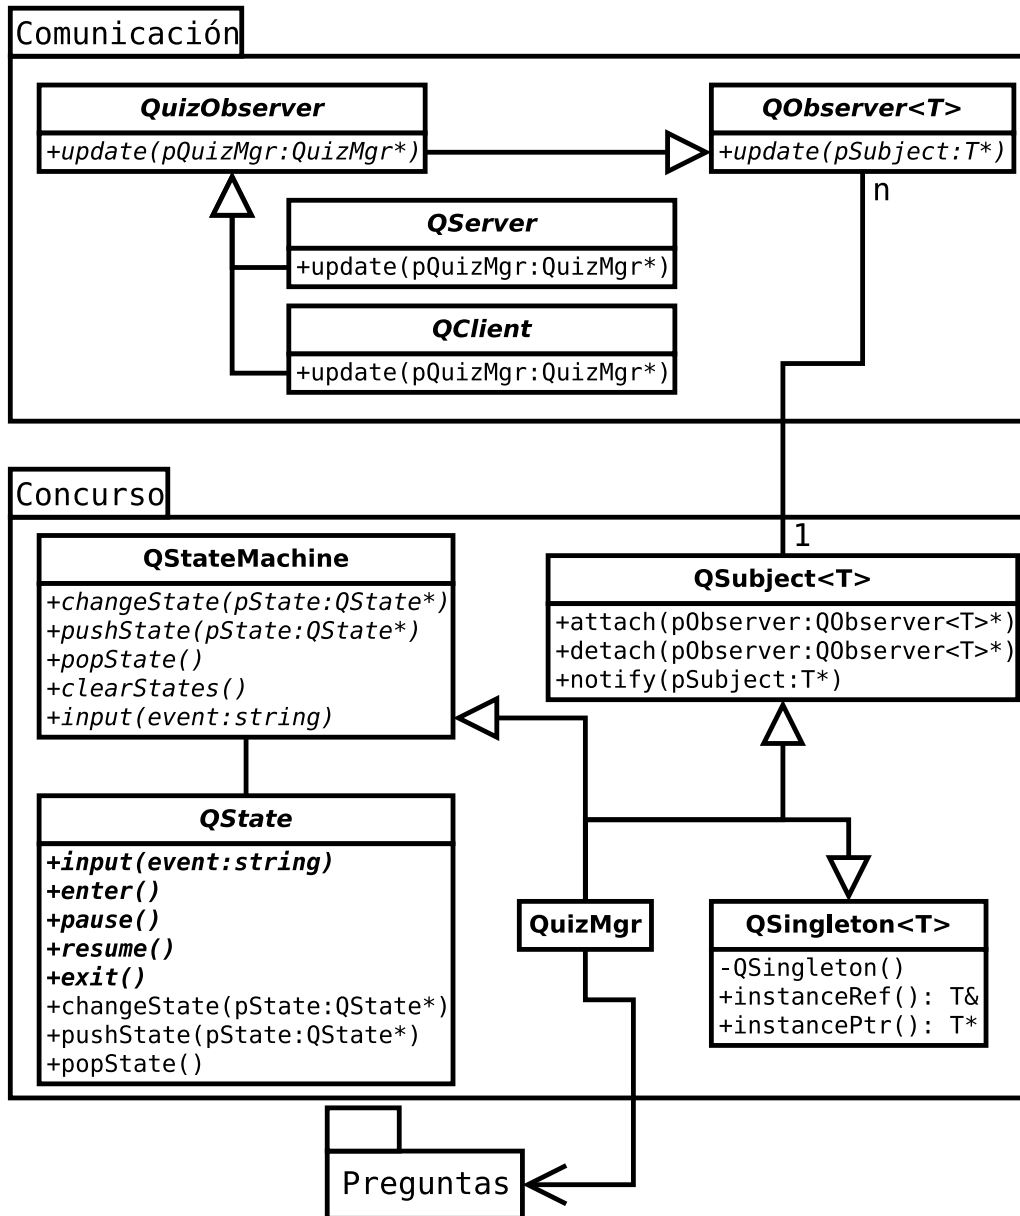 Comunicación
QuizObserver
+update(pQuizMgr:QuizMgr*)
QObserver<T>
+update(pSubject:T*)
n
QServer
+update(pQuizMgr:QuizMgr*)
QClient
+update(pQuizMgr:QuizMgr*)
Concurso
1
QStateMachine
+changeState(pState:QState*)
+pushState(pState:QState*)
+popState()
+clearStates()
+input(event:string)
QSubject<T>
+attach(pObserver:QObserver<T>*)
+detach(pObserver:QObserver<T>*)
+notify(pSubject:T*)
QState
+input(event:string)
+enter()
+pause()
+resume()
+exit()
+changeState(pState:QState*)
+pushState(pState:QState*)
+popState()
QuizMgr
QSingleton<T>
-QSingleton()
+instanceRef(): T&
+instancePtr(): T*
Preguntas